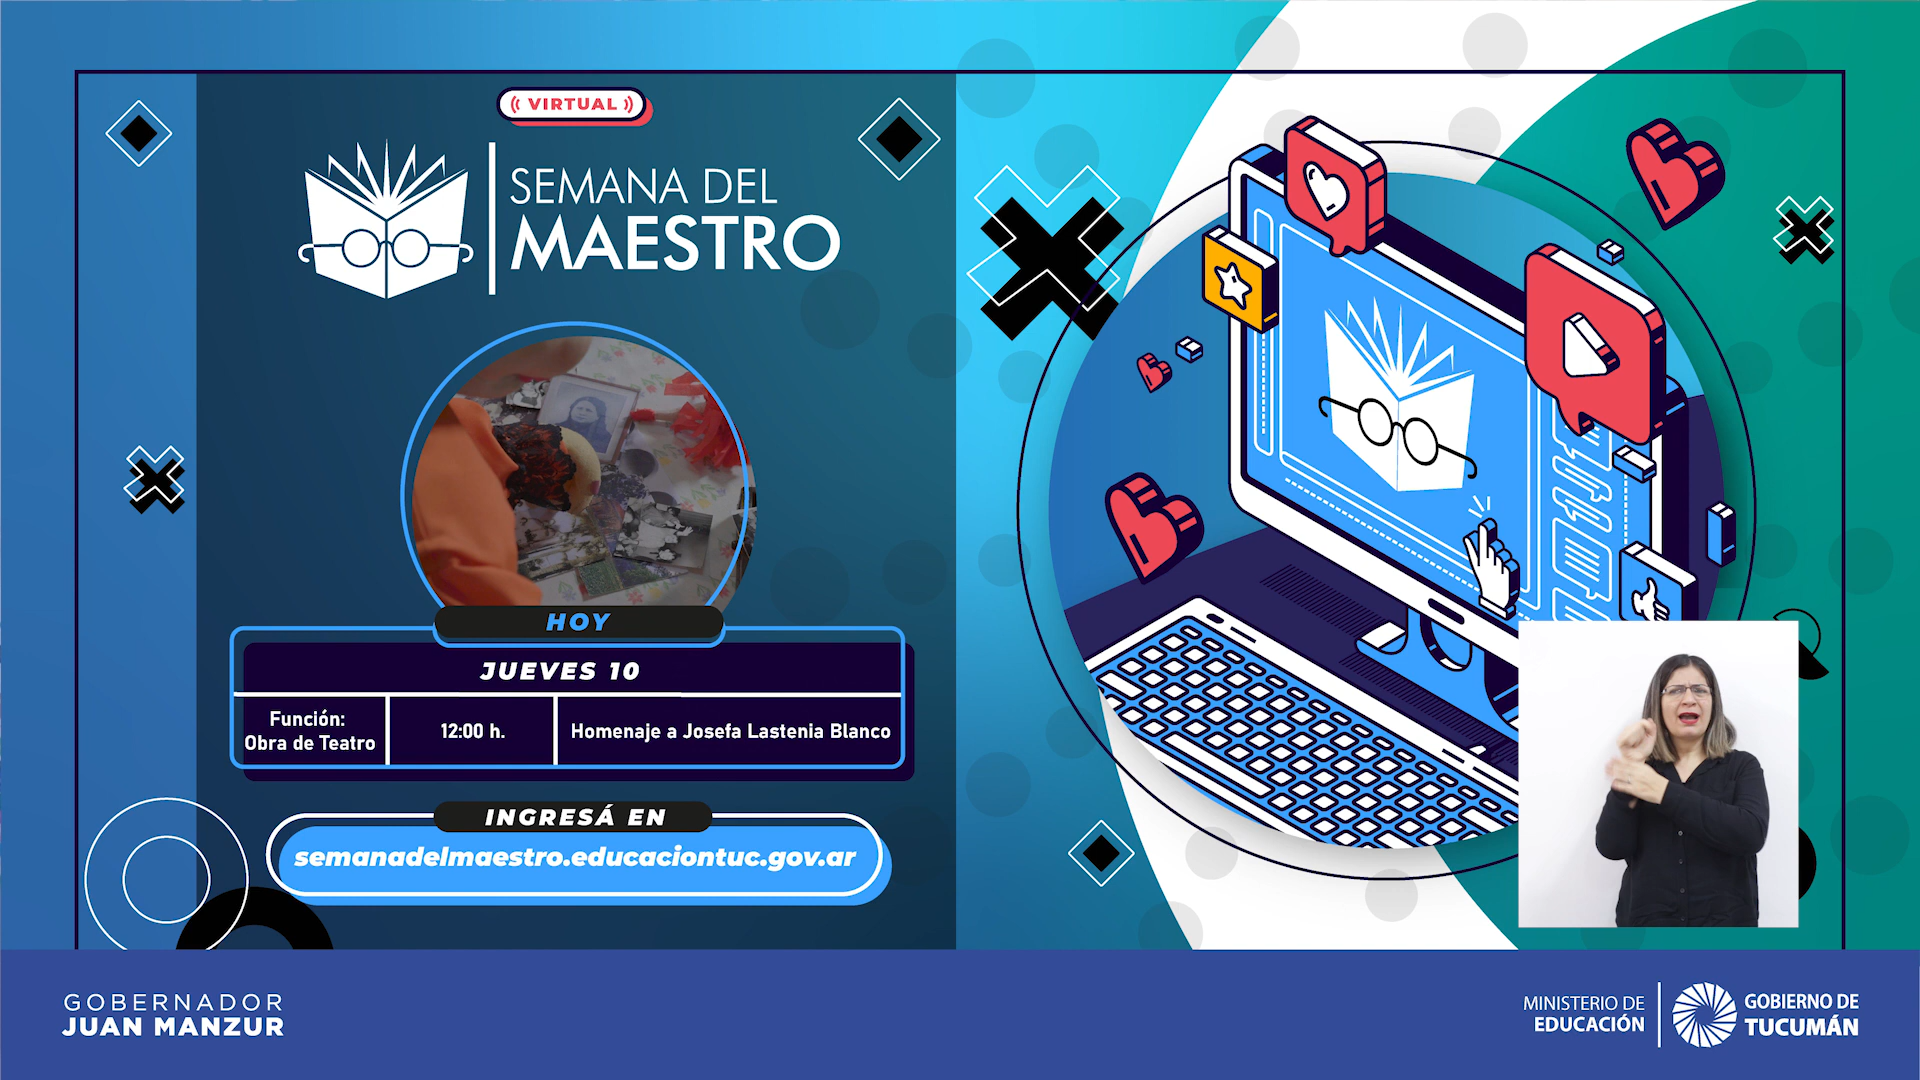 (( VIRTUAL ))
SEMANA DEL
MAESTRO
HOY
JUEVES 10
Función:
Obra de Teatro
12:00 h.
Homenaje a Josefa Lastenia Blanco
INGRESÁ EN
semanadelmaestro.educaciontuc.gov.ar
GOBERNADOR
JUAN MANZUR
MINISTERIO DE
EDUCACIÓN
GOBIERNO DE
TUCUMÁN